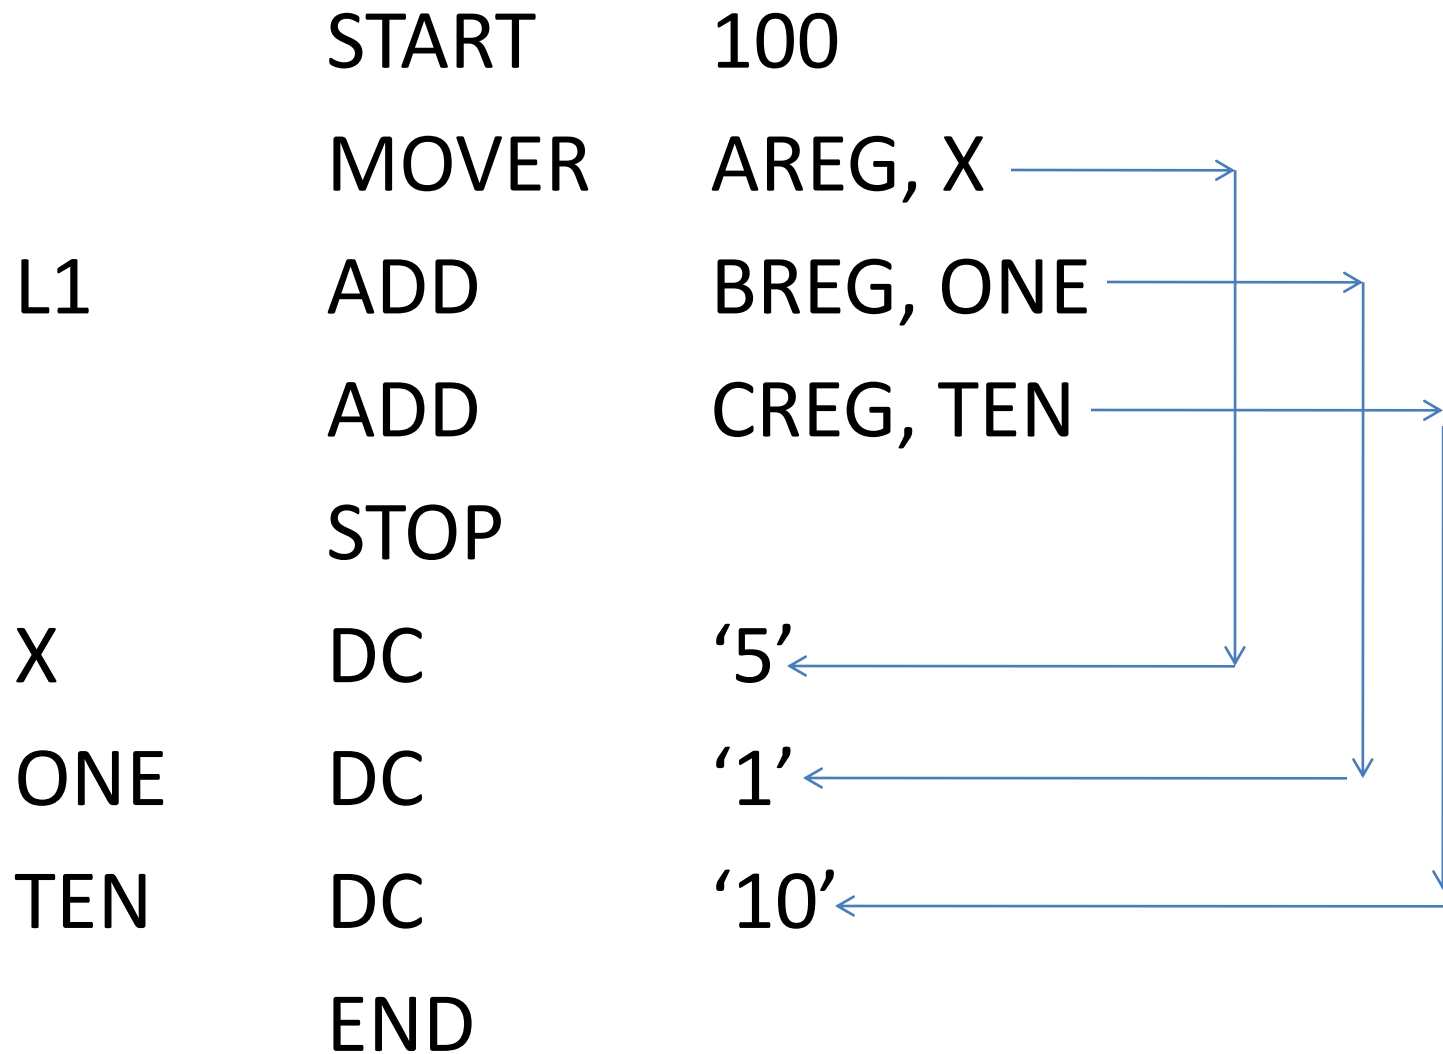 START 100
MOVER AREG, X
L1 ADD BREG, ONE
ADD CREG, TEN
STOP
X DC ‘5’
ONE DC ‘1’
TEN DC ‘10’
END